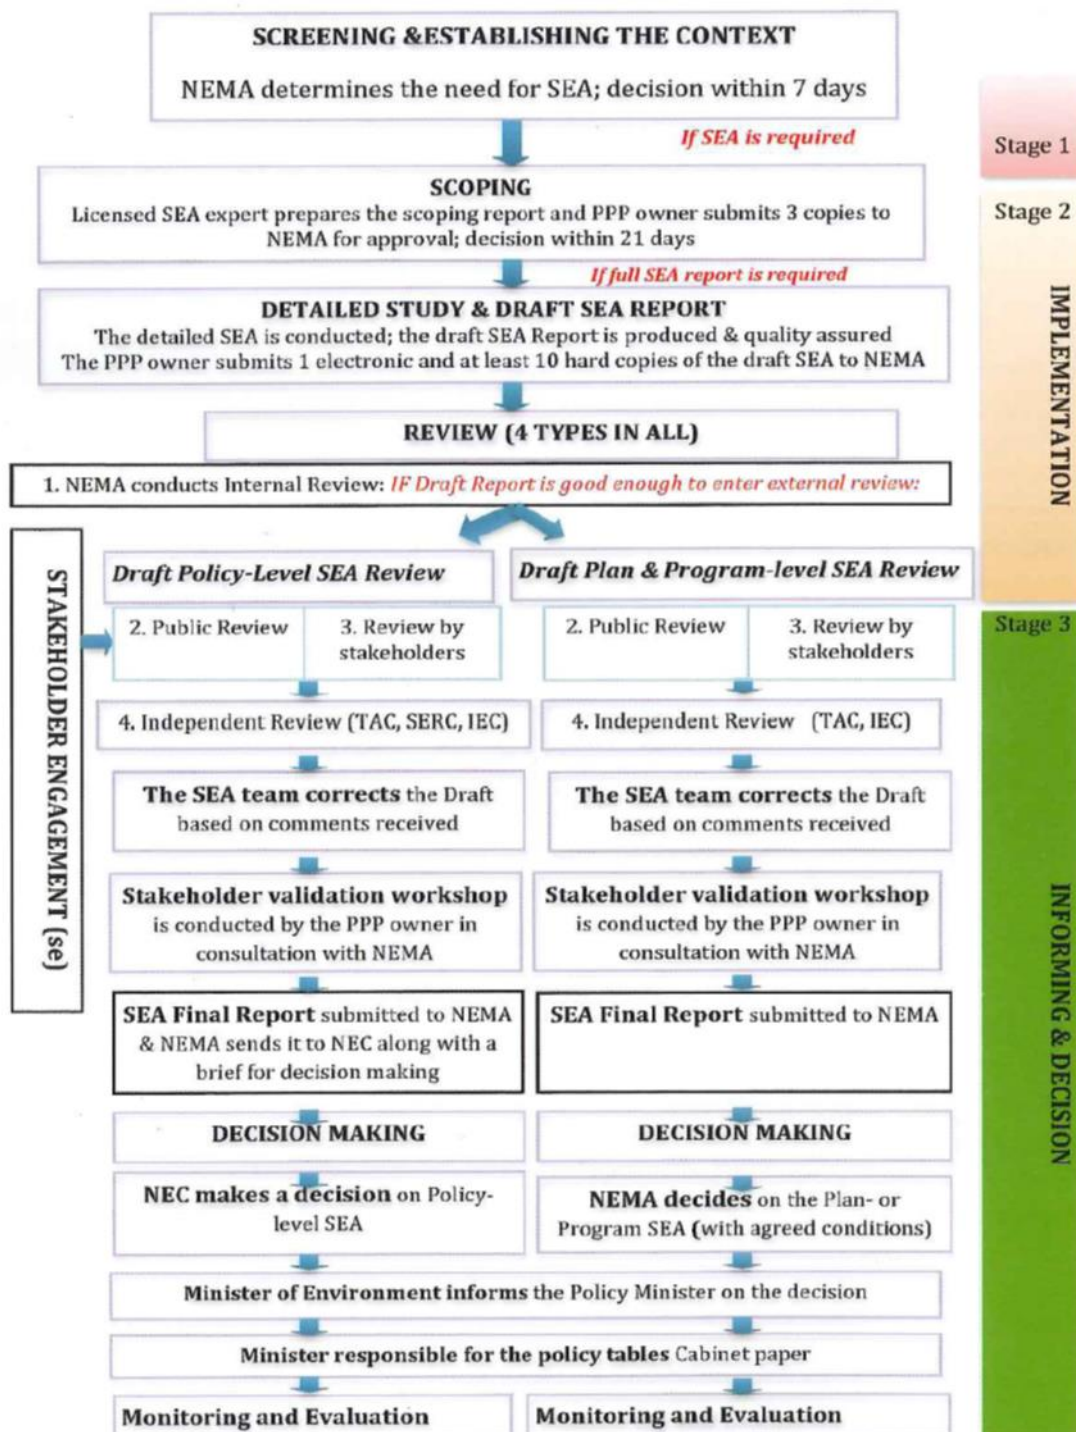 SCREENING &ESTABLISHING THE CONTEXT
NEMA determines the need for SEA; decision within 7 days
If SEA is required
Stage 1
SCOPING
Licensed SEA expert prepares the scoping report and PPP owner submits 3 copies to
NEMA for approval; decision within 21 days
Stage 2
If full SEA report is required
IMPLEMENTATION
DETAILED STUDY & DRAFT SEA REPORT
The detailed SEA is conducted; the draft SEA Report is produced & quality assured
The PPP owner submits 1 electronic and at least 10 hard copies of the draft SEA to NEMA
REVIEW (4 TYPES IN ALL)
1. NEMA conducts Internal Review: IF Draft Report is good enough to enter external review:
STAKEHOLDER ENGAGEMENT (se)
Draft Policy-Level SEA Review
Draft Plan & Program-level SEA Review
Stage 3
INFORMING & DECISION
2. Public Review
3. Review by
stakeholders
2. Public Review
3. Review by
stakeholders
4. Independent Review (TAC, SERC, IEC)
4. Independent Review (TAC, IEC)
The SEA team corrects the Draft
based on comments received
The SEA team corrects the Draft
based on comments received
Stakeholder validation workshop
is conducted by the PPP owner in
consultation with NEMA
Stakeholder validation workshop
is conducted by the PPP owner in
consultation with NEMA
SEA Final Report submitted to NEMA
& NEMA sends it to NEC along with a
brief for decision making
SEA Final Report submitted to NEMA
DECISION MAKING
DECISION MAKING
NEC makes a decision on Policy-
level SEA
NEMA decides on the Plan- or
Program SEA (with agreed conditions)
Minister of Environment informs the Policy Minister on the decision
Minister responsible for the policy tables Cabinet paper
Monitoring and Evaluation
Monitoring and Evaluation